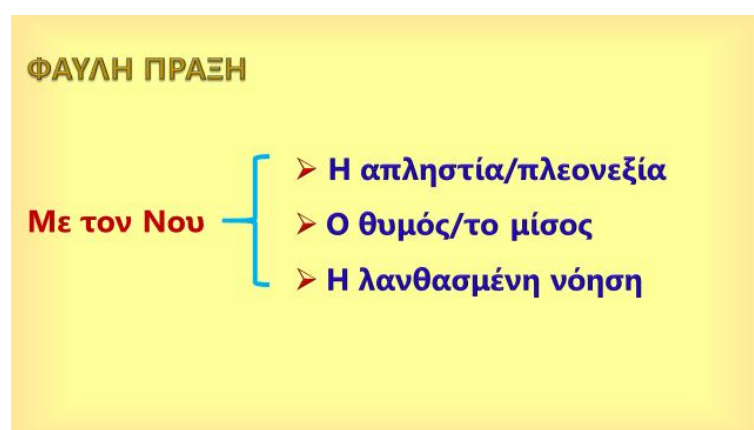 ΦΑΥΛΗ ΠΡΑΞΗ
Η απληστία/πλεονεξία
Με τον Νου
Ο θυμός/το μίσος
Η λανθασμένη νόηση